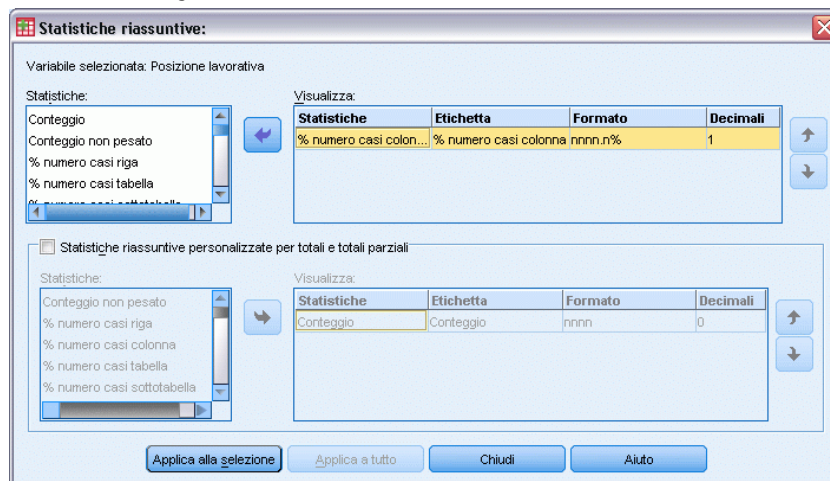 Statistiche riassuntive:
Variabile selezionata: Posizione lavorativa
Statistiche:
Visualizza:
Conteggio
Conteggio non pesato
% numero casi riga
% numero casi tabella
% numero casi sottotabella
Statistiche Etichetta Formato Decimali
% numero casi colon... % numero casi colonna nnnn.n% 1
Statistiche riassuntive personalizzate per totali e totali parziali
Statistiche:
Visualizza:
Conteggio non pesato
% numero casi riga
% numero casi colonna
% numero casi tabella
% numero casi sottotabella
Statistiche Etichetta Formato Decimali
Conteggio Conteggio nnnn 0
Applica alla selezione Applica a tutto Chiudi Aiuto